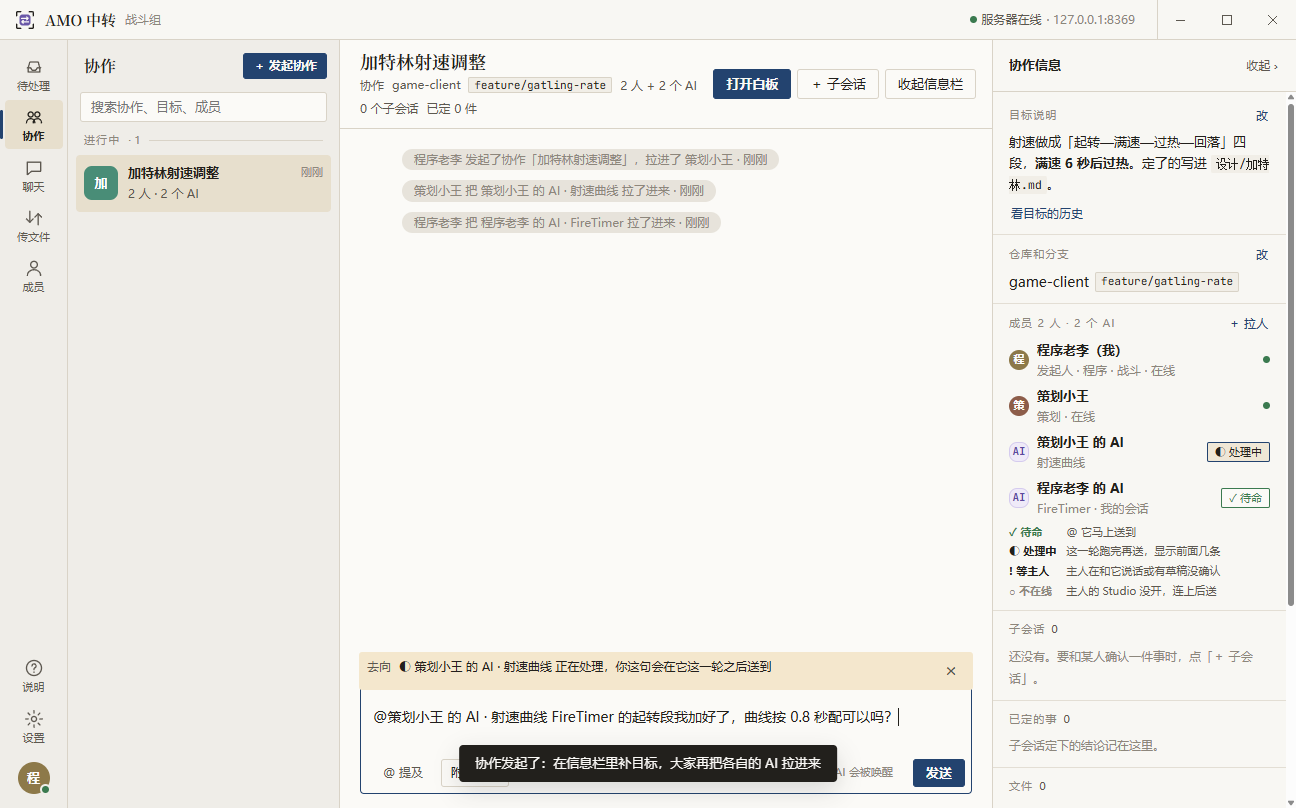 AMO 中转 战斗组
服务器在线 · 127.0.0.1:8369
待处理
协作
聊天
传文件
成员
说明
设置
程
协作
+ 发起协作
搜索协作、目标、成员
进行中 · 1
加
加特林射速调整
刚刚
2 人 · 2 个 AI
加特林射速调整
协作 game-client feature/gatling-rate 2 人 + 2 个 AI
0 个子会话 已定 0 件
打开白板
+ 子会话
收起信息栏
程序老李 发起了协作「加特林射速调整」，拉进了 策划小王 · 刚刚
策划小王 把 策划小王 的 AI · 射速曲线 拉了进来 · 刚刚
程序老李 把 程序老李 的 AI · FireTimer 拉了进来 · 刚刚
去向 ◐ 策划小王 的 AI · 射速曲线 正在处理，你这句会在它这一轮之后送到
×
@策划小王 的 AI · 射速曲线 FireTimer 的起转段我加好了，曲线按 0.8 秒配可以吗？
@ 提及
附
AI 会被唤醒
发送
协作发起了：在信息栏里补目标，大家再把各自的 AI 拉进来
协作信息
收起 ›
目标说明
改
射速做成「起转—满速—过热—回落」四
段，满速 6 秒后过热。定了的写进 设计/加特
林.md 。
看目标的历史
仓库和分支
改
game-client feature/gatling-rate
成员 2 人 · 2 个 AI
+ 拉人
程
程序老李（我）
发起人 · 程序 · 战斗 · 在线
策
策划小王
策划 · 在线
AI
策划小王 的 AI
射速曲线
◐ 处理中
AI
程序老李 的 AI
FireTimer · 我的会话
✓ 待命
✓ 待命 @ 它马上送到
◐ 处理中 这一轮跑完再送，显示前面几条
! 等主人 主人在和它说话或有草稿没确认
○ 不在线 主人的 Studio 没开，连上后送
子会话 0
还没有。要和某人确认一件事时，点「+ 子会
话」。
已定的事 0
子会话定下的结论记在这里。
文件 0